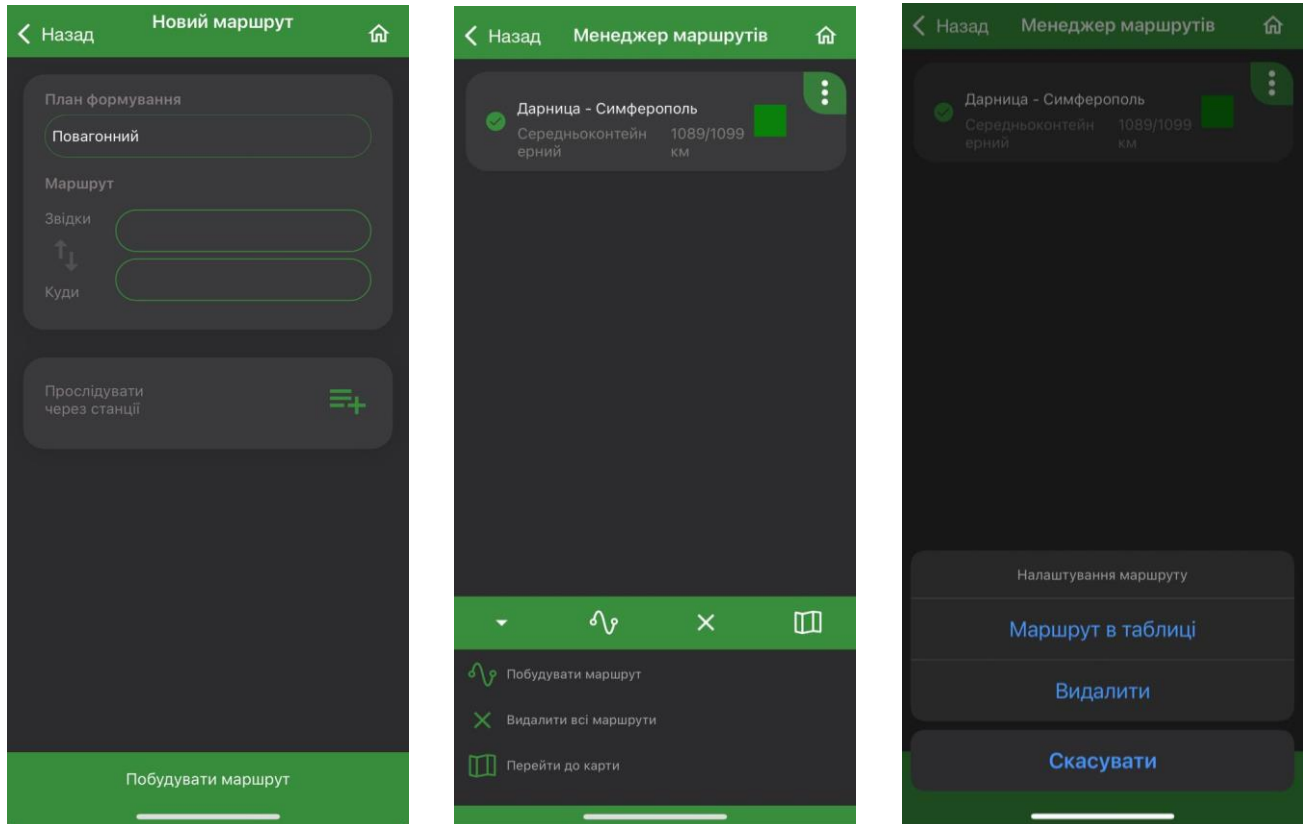 Назад
Новий маршрут
План формування
Повагонний
Маршрут
Звідки
Куди
Прослідувати
через станції
Побудувати маршрут
Назад
Менеджер маршрутів
Дарница - Симферополь
Середньоконтейн
ерний
1089/1099
км
Побудувати маршрут
Видалити всі маршрути
Перейти до карти
Назад
Менеджер маршрутів
Дарница - Симферополь
Середньоконтейн
ерний
1089/1099
км
Налаштування маршруту
Маршрут в таблиці
Видалити
Скасувати